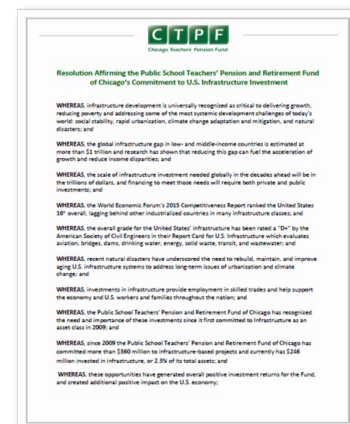 CTPF
Chicago Teachers' Pension Fund
Resolution Affirming the Public School Teachers' Pension and Retirement Fund
of Chicago's Commitment to U.S. Infrastructure Investment
WHEREAS, infrastructure development is universally recognized as critical to delivering growth,
reducing poverty and addressing some of the most systemic development challenges of today's
world: social stability, rapid urbanization, climate change adaptation and mitigation, and natural
disasters; and
WHEREAS, the global infrastructure gap in low- and middle-income countries is estimated at
more than $1 trillion and research has shown that reducing this gap can fuel the acceleration of
growth and reduce income disparities; and
WHEREAS, the scale of infrastructure investment needed globally in the decades ahead will be in
the trillions of dollars, and financing to meet those needs will require both private and public
investments; and
WHEREAS, the World Economic Forum's 2015 Competitiveness Report ranked the United States
16th overall, lagging behind other industrialized countries in many infrastructure classes; and
WHEREAS, the overall grade for the United States' infrastructure has been rated a "D+" by the
American Society of Civil Engineers in their Report Card for U.S. Infrastructure which evaluates
aviation, bridges, dams, drinking water, energy, solid waste, transit, and wastewater; and
WHEREAS, recent natural disasters have underscored the need to rebuild, maintain, and improve
aging U.S. infrastructure systems to address long-term issues of urbanization and climate
change; and
WHEREAS, investments in infrastructure provide employment in skilled trades and help support
the economy and U.S. workers and families throughout the nation; and
WHEREAS, the Public School Teachers' Pension and Retirement Fund of Chicago has recognized
the need and importance of these investments since it first committed to Infrastructure as an
asset class in 2009; and
WHEREAS, since 2009 the Public School Teachers' Pension and Retirement Fund of Chicago has
committed more than $360 million to infrastructure-based projects and currently has $246
million invested in infrastructure, or 2.3% of its total assets; and
WHEREAS, these opportunities have generated overall positive investment returns for the Fund,
and created additional positive impact on the U.S. economy;